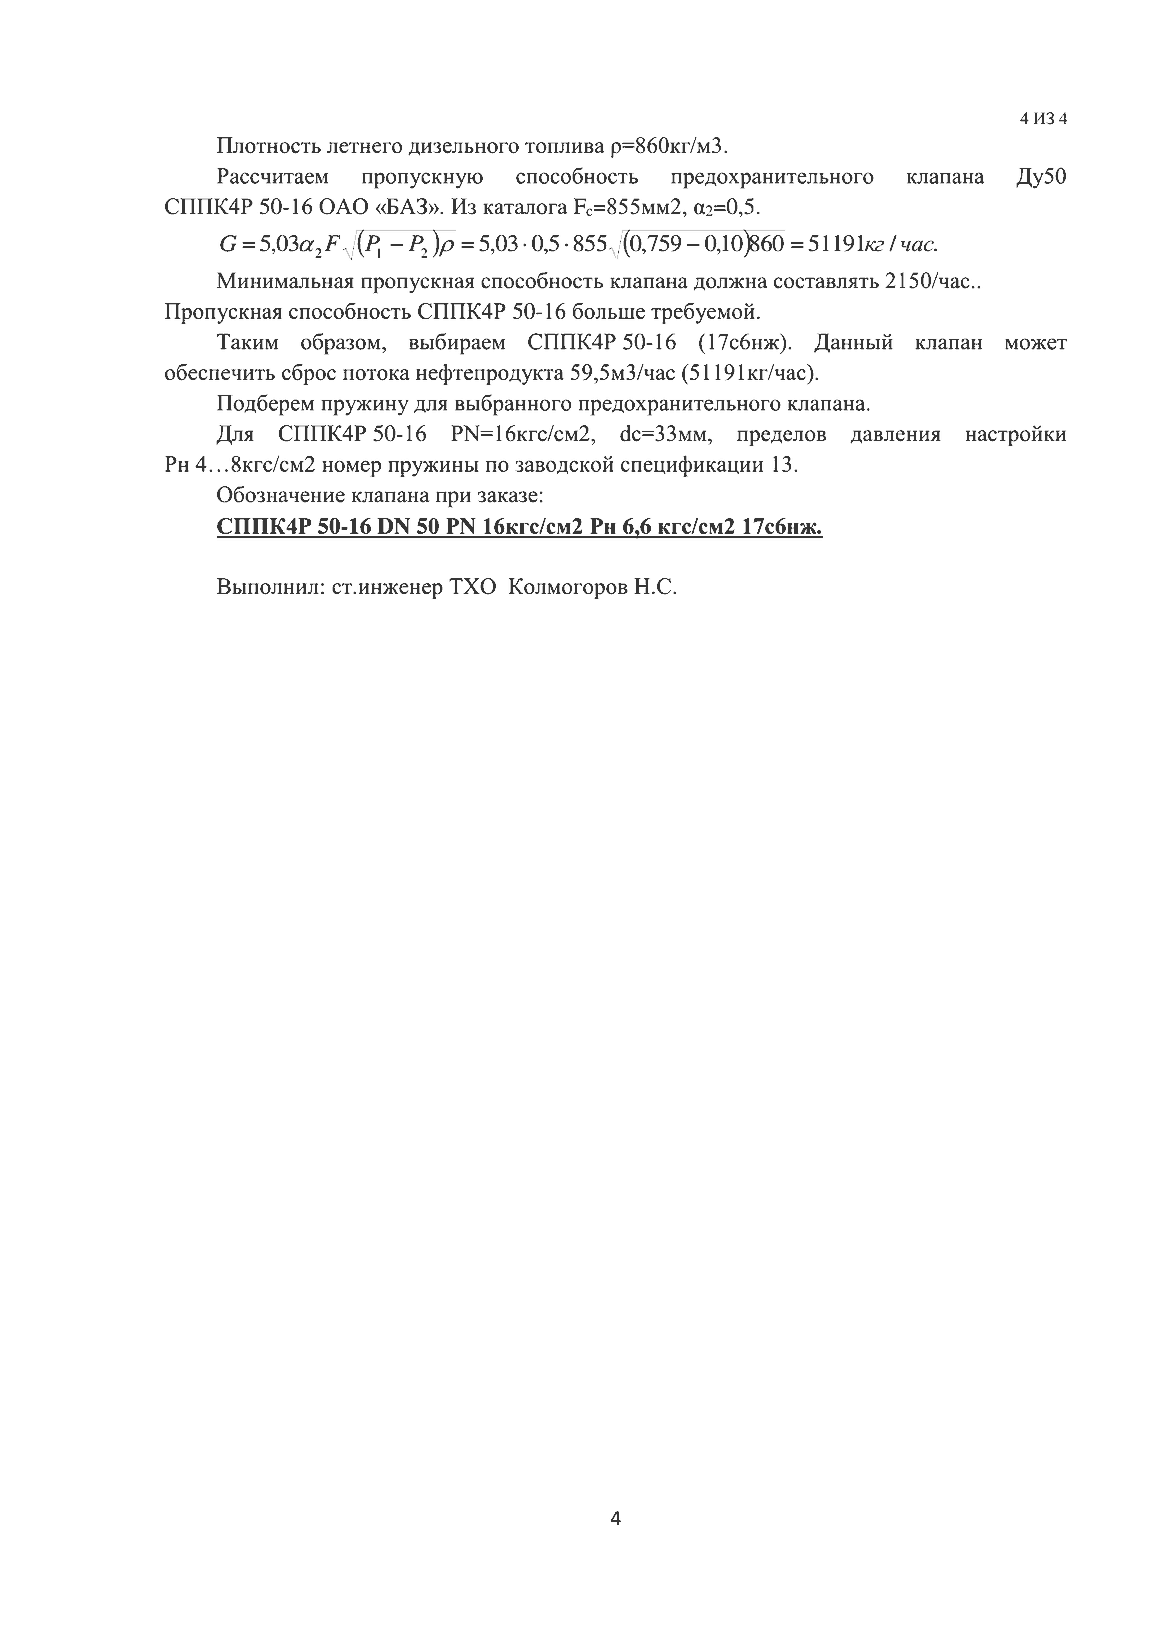 4 ИЗ 4
Плотность летнего дизельного топлива ρ=860кг/м3.
Рассчитаем пропускную способность предохранительного клапана Ду50
СППК4Р 50-16 ОАО «БАЗ». Из каталога Fс=855мм2, α2=0,5.
G = 5,03α₂F√(P₁ − P₂)ρ = 5,03 · 0,5 · 855√(0,759 − 0,10)860 = 51191кг / час.
Минимальная пропускная способность клапана должна составлять 2150/час..
Пропускная способность СППК4Р 50-16 больше требуемой.
Таким образом, выбираем СППК4Р 50-16 (17с6нж). Данный клапан может
обеспечить сброс потока нефтепродукта 59,5м3/час (51191кг/час).
Подберем пружину для выбранного предохранительного клапана.
Для СППК4Р 50-16 PN=16кгс/см2, dc=33мм, пределов давления настройки
Рн 4…8кгс/см2 номер пружины по заводской спецификации 13.
Обозначение клапана при заказе:
СППК4Р 50-16 DN 50 PN 16кгс/см2 Рн 6,6 кгс/см2 17с6нж.
Выполнил: ст.инженер ТХО Колмогоров Н.С.
4